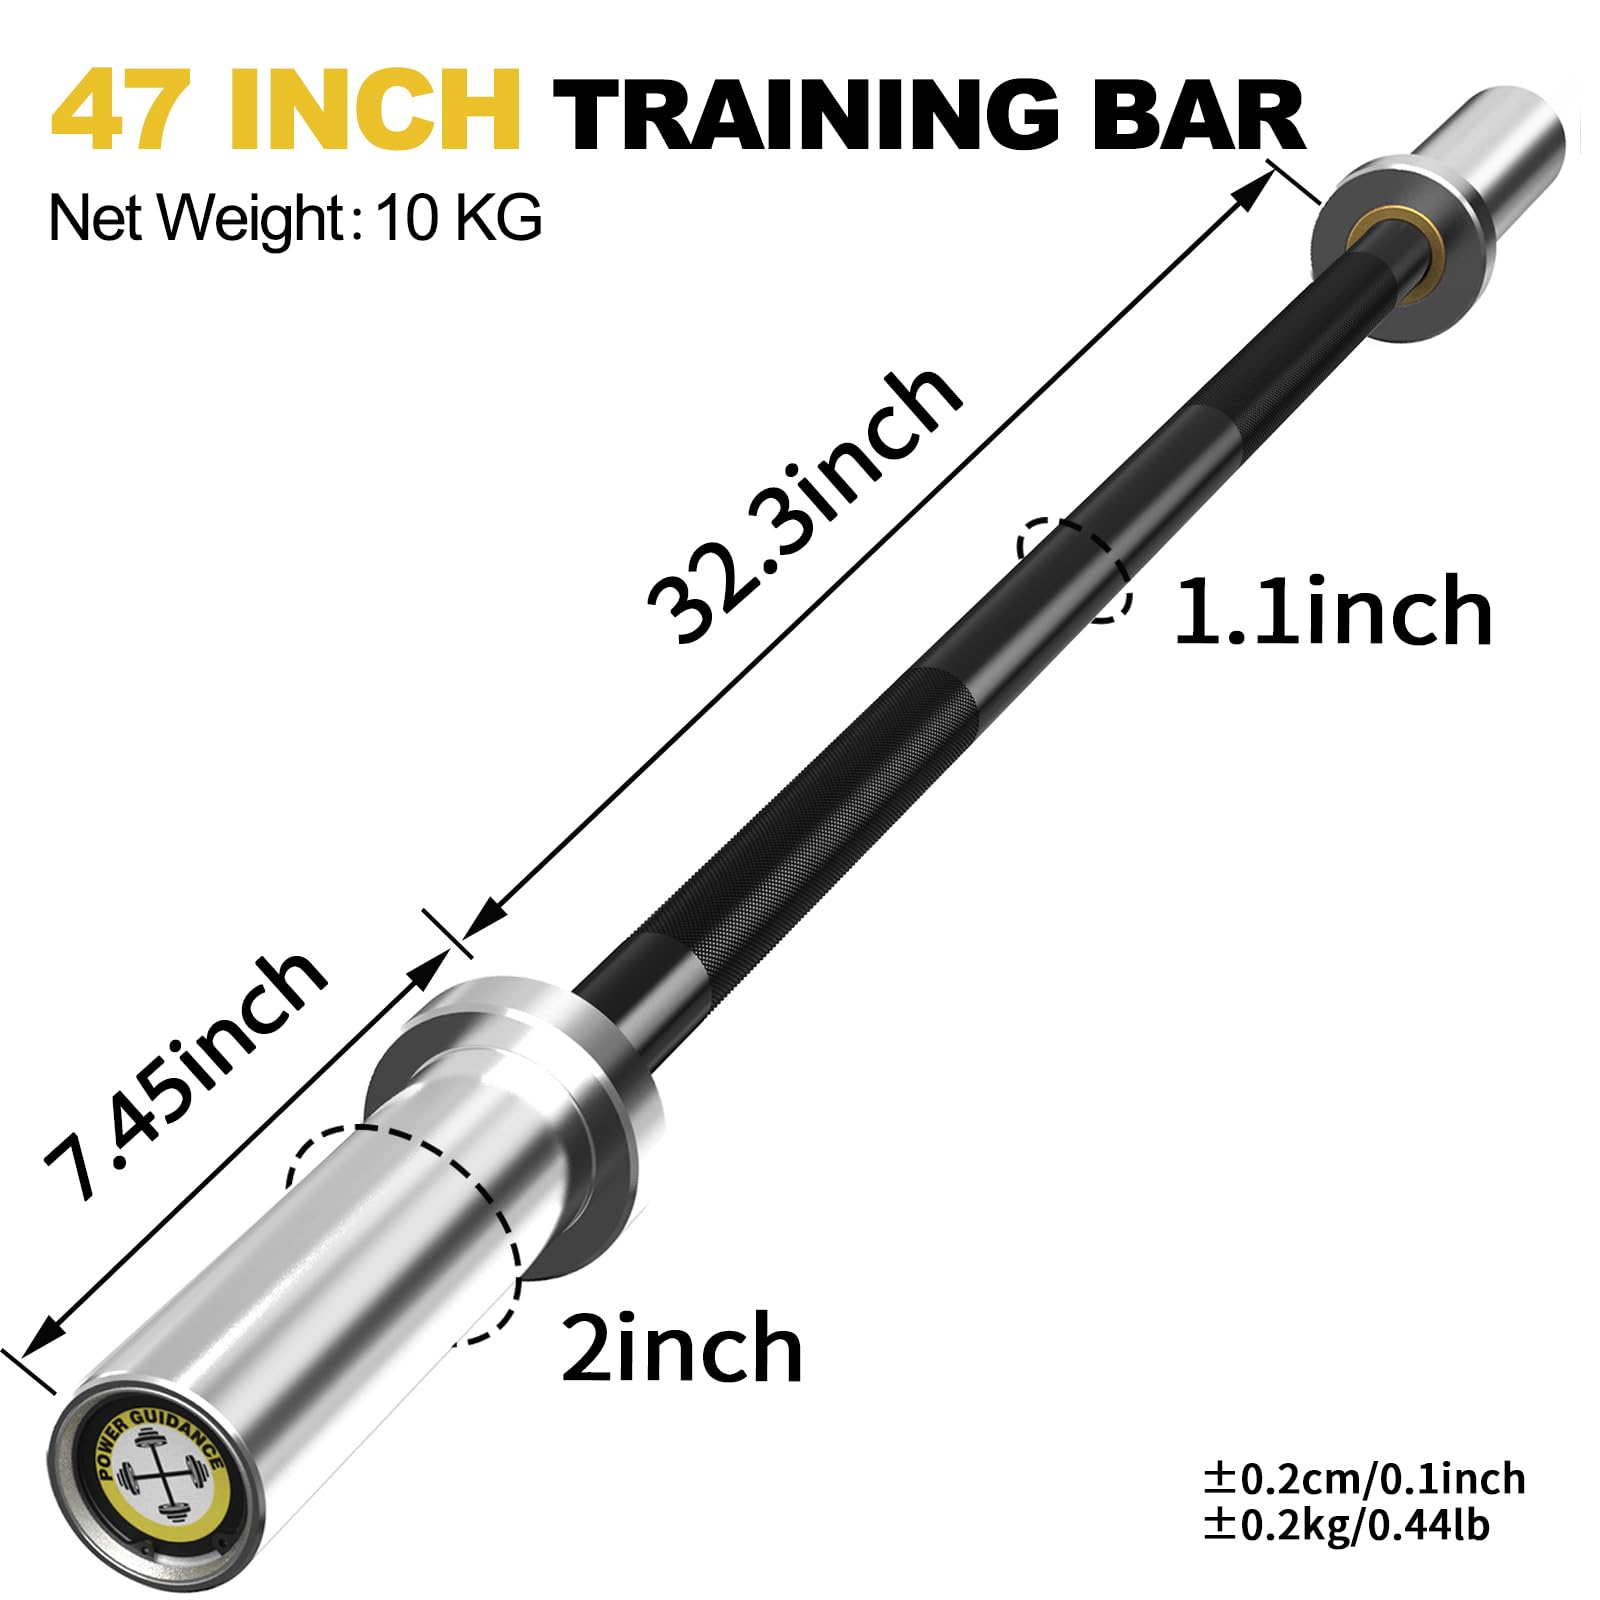 47 INCH TRAINING BAR
Net Weight: 10 KG
32.3inch
1.1inch
7.45inch
2inch
POWER GUIDANCE
±0.2cm/0.1inch
±0.2kg/0.44lb